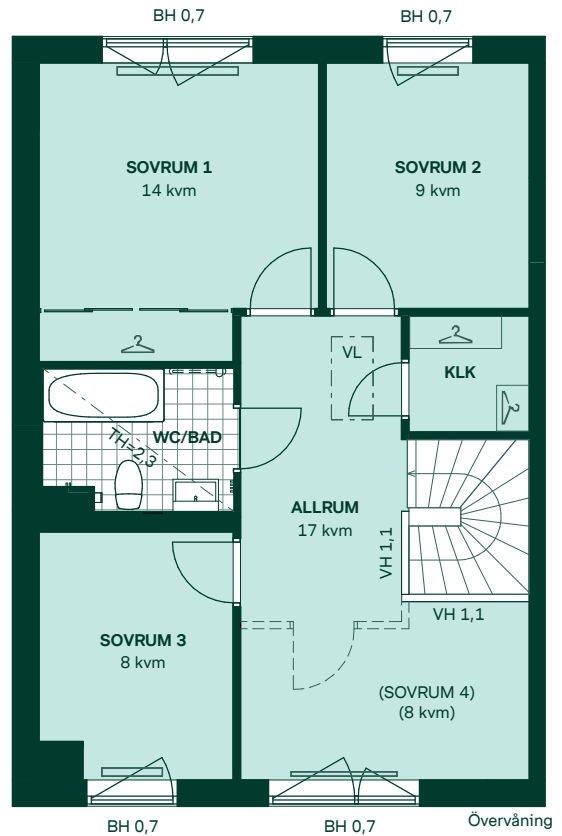 BH 0,7
BH 0,7
SOVRUM 1
14 kvm
SOVRUM 2
9 kvm
VL
KLK
WC/BAD
TH=2,3
ALLRUM
17 kvm
VH 1,1
VH 1,1
SOVRUM 3
8 kvm
(SOVRUM 4)
(8 kvm)
BH 0,7
BH 0,7
Övervåning